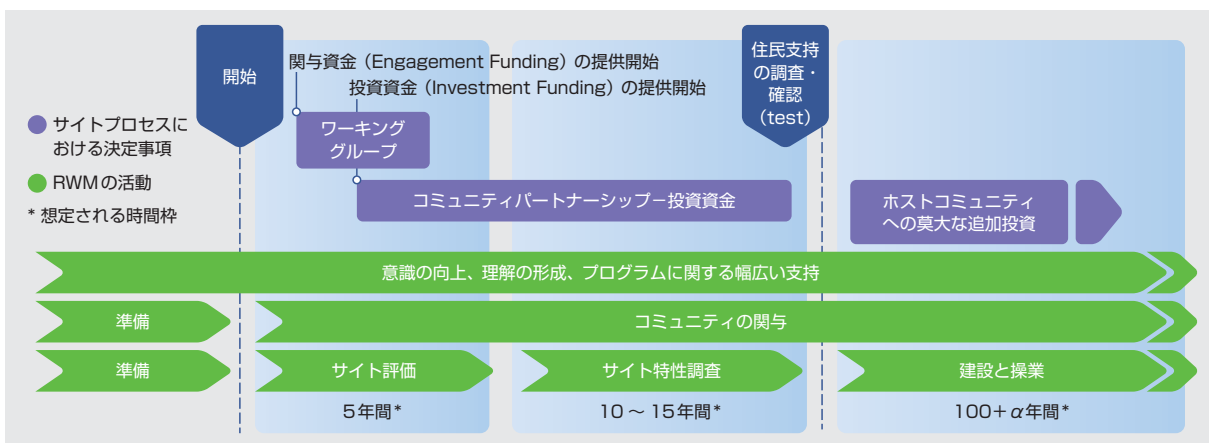 開始
関与資金（Engagement Funding）の提供開始
投資資金（Investment Funding）の提供開始
住民支持
の調査・
確認
（test）
サイトプロセスに
おける決定事項
RWMの活動
* 想定される時間枠
ワーキング
グループ
コミュニティパートナーシップ－投資資金
ホストコミュニティ
への莫大な追加投資
意識の向上、理解の形成、プログラムに関する幅広い支持
準備
コミュニティの関与
準備
サイト評価
サイト特性調査
建設と操業
5年間*
10～15年間*
100＋α年間*